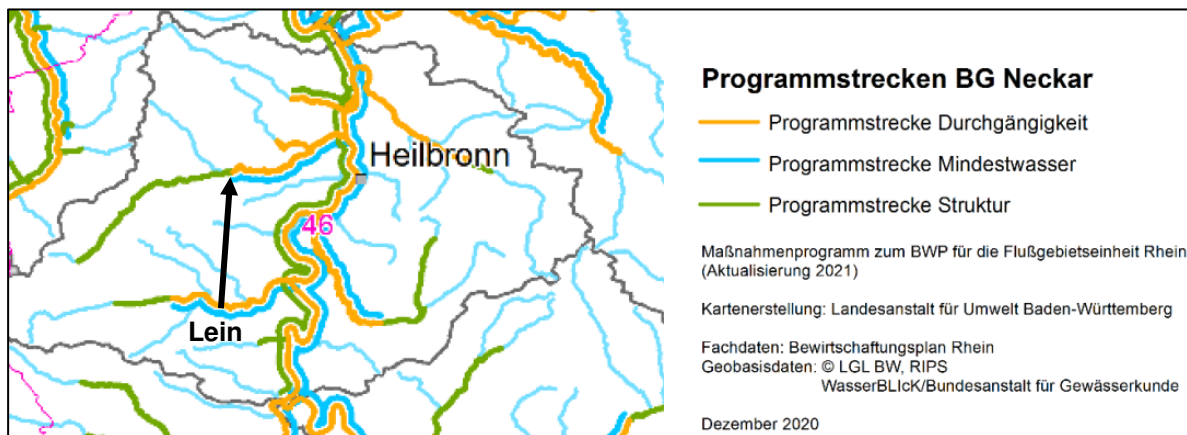 Heilbronn
46
Lein
Programmstrecken BG Neckar
Programmstrecke Durchgängigkeit
Programmstrecke Mindestwasser
Programmstrecke Struktur
Maßnahmenprogramm zum BWP für die Flußgebietseinheit Rhein
(Aktualisierung 2021)
Kartenerstellung: Landesanstalt für Umwelt Baden-Württemberg
Fachdaten: Bewirtschaftungsplan Rhein
Geobasisdaten: © LGL BW, RIPS
WasserBLIcK/Bundesanstalt für Gewässerkunde
Dezember 2020